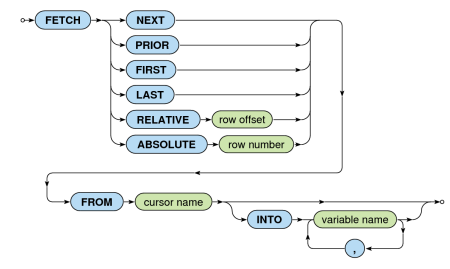 FETCH NEXT
PRIOR
FIRST
LAST
RELATIVE row offset
ABSOLUTE row number
FROM cursor name
INTO variable name
,